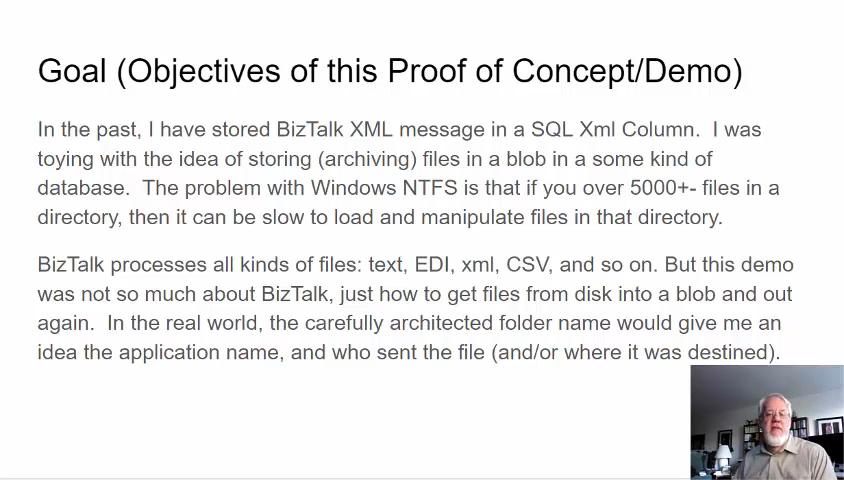 Goal (Objectives of this Proof of Concept/Demo)
In the past, I have stored BizTalk XML message in a SQL Xml Column.  I was
toying with the idea of storing (archiving) files in a blob in a some kind of
database.  The problem with Windows NTFS is that if you over 5000+- files in a
directory, then it can be slow to load and manipulate files in that directory.
BizTalk processes all kinds of files: text, EDI, xml, CSV, and so on. But this demo
was not so much about BizTalk, just how to get files from disk into a blob and out
again.  In the real world, the carefully architected folder name would give me an
idea the application name, and who sent the file (and/or where it was destined).